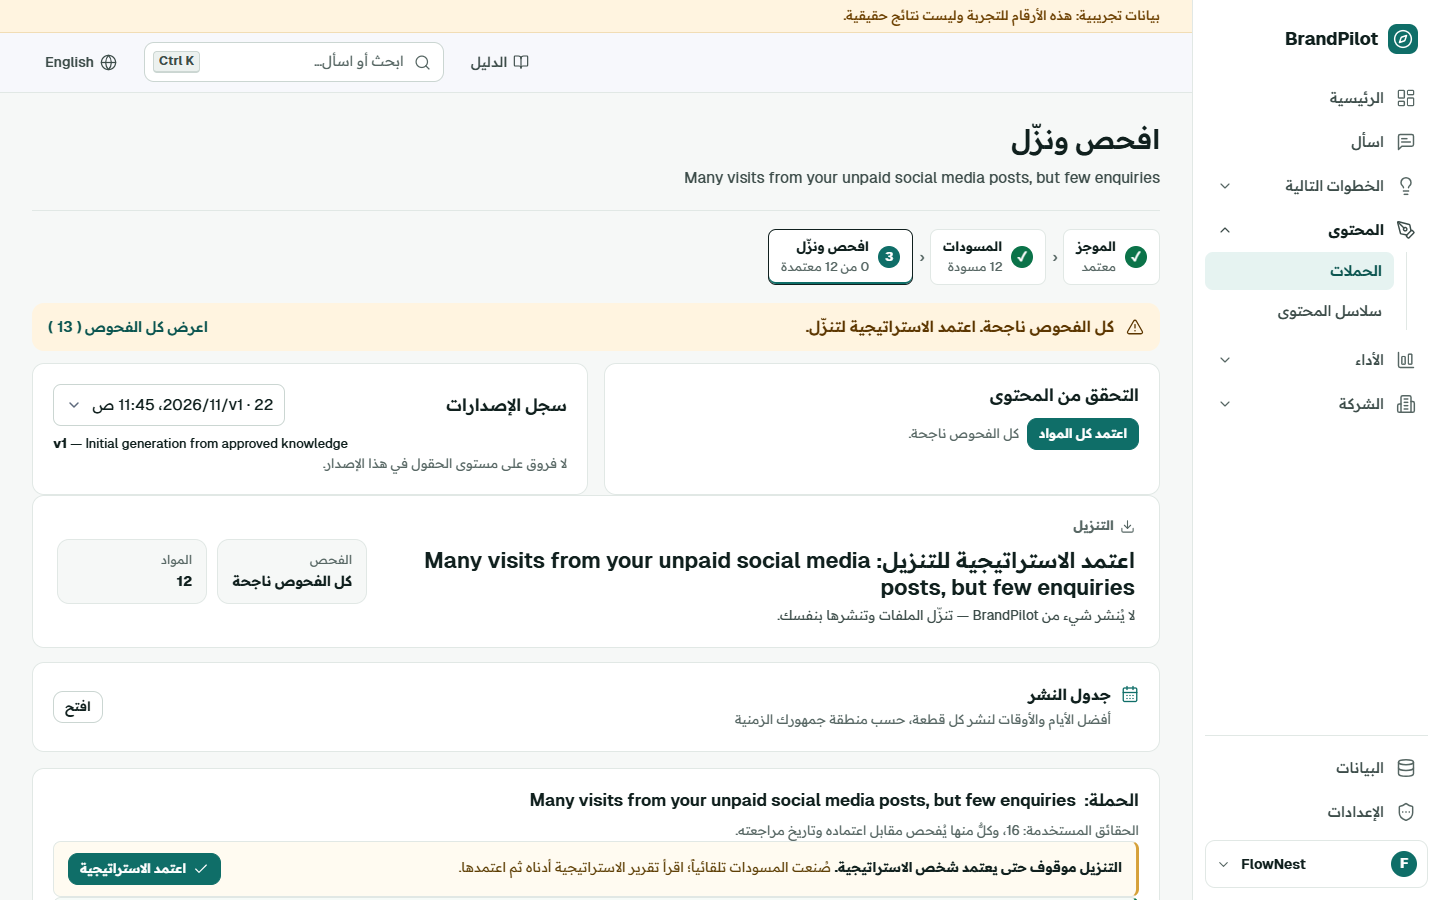 بيانات تجريبية: هذه الأرقام للتجربة وليست نتائج حقيقية.
BrandPilot
الرئيسية
اسأل
الخطوات التالية
المحتوى
الحملات
سلاسل المحتوى
الأداء
الشركة
البيانات
الإعدادات
F FlowNest
الدليل
ابحث أو اسأل...
Ctrl K
English
افحص ونزّل
Many visits from your unpaid social media posts, but few enquiries
الموجز
معتمد
المسودات
12 مسودة
3
افحص ونزّل
0 من 12 معتمدة
كل الفحوص ناجحة. اعتمد الاستراتيجية لتنزّل.
اعرض كل الفحوص ( 13 )
التحقق من المحتوى
اعتمد كل المواد
كل الفحوص ناجحة.
سجل الإصدارات
v1 · 22/11/2026، 11:45 ص
v1 — Initial generation from approved knowledge
لا فروق على مستوى الحقول في هذا الإصدار.
التنزيل
اعتمد الاستراتيجية للتنزيل: Many visits from your unpaid social media
posts, but few enquiries
لا يُنشر شيء من BrandPilot — تنزّل الملفات وتنشرها بنفسك.
الفحص
كل الفحوص ناجحة
المواد
12
جدول النشر
أفضل الأيام والأوقات لنشر كل قطعة، حسب منطقة جمهورك الزمنية
افتح
الحملة: Many visits from your unpaid social media posts, but few enquiries
الحقائق المستخدمة: 16، وكلٌّ منها يُفحص مقابل اعتماده وتاريخ مراجعته.
التنزيل موقوف حتى يعتمد شخص الاستراتيجية. صُنعت المسودات تلقائياً؛ اقرأ تقرير الاستراتيجية أدناه ثم اعتمدها.
اعتمد الاستراتيجية